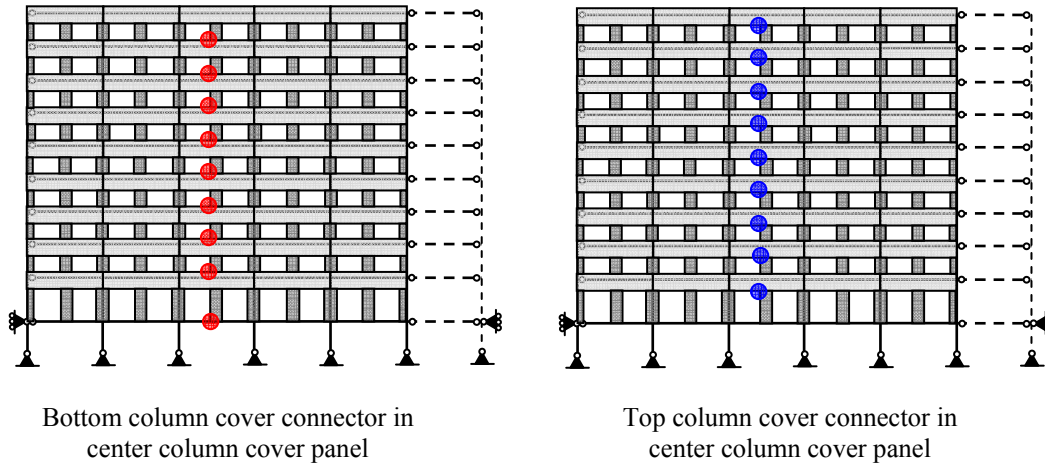 Bottom column cover connector in
center column cover panel
Top column cover connector in
center column cover panel